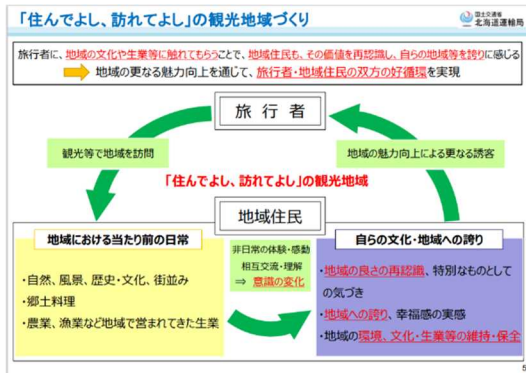 「住んでよし、訪れてよし」の観光地域づくり
国土交通省
北海道運輸局
旅行者に、地域の文化や生業等に触れてもらうことで、地域住民も、その価値を再認識し、自らの地域等を誇りに感じる
地域の更なる魅力向上を通じて、旅行者・地域住民の双方の好循環を実現
旅 行 者
観光等で地域を訪問
地域の魅力向上による更なる誘客
「住んでよし、訪れてよし」の観光地域
地域住民
地域における当たり前の日常
・自然、風景、歴史・文化、街並み
・郷土料理
・農業、漁業など地域で営まれてきた生業
非日常の体験・感動
相互交流・理解
⇒ 意識の変化
自らの文化・地域への誇り
・地域の良さの再認識、特別なものとして
の気づき
・地域への誇り、幸福感の実感
・地域の環境、文化・生業等の維持・保全
5